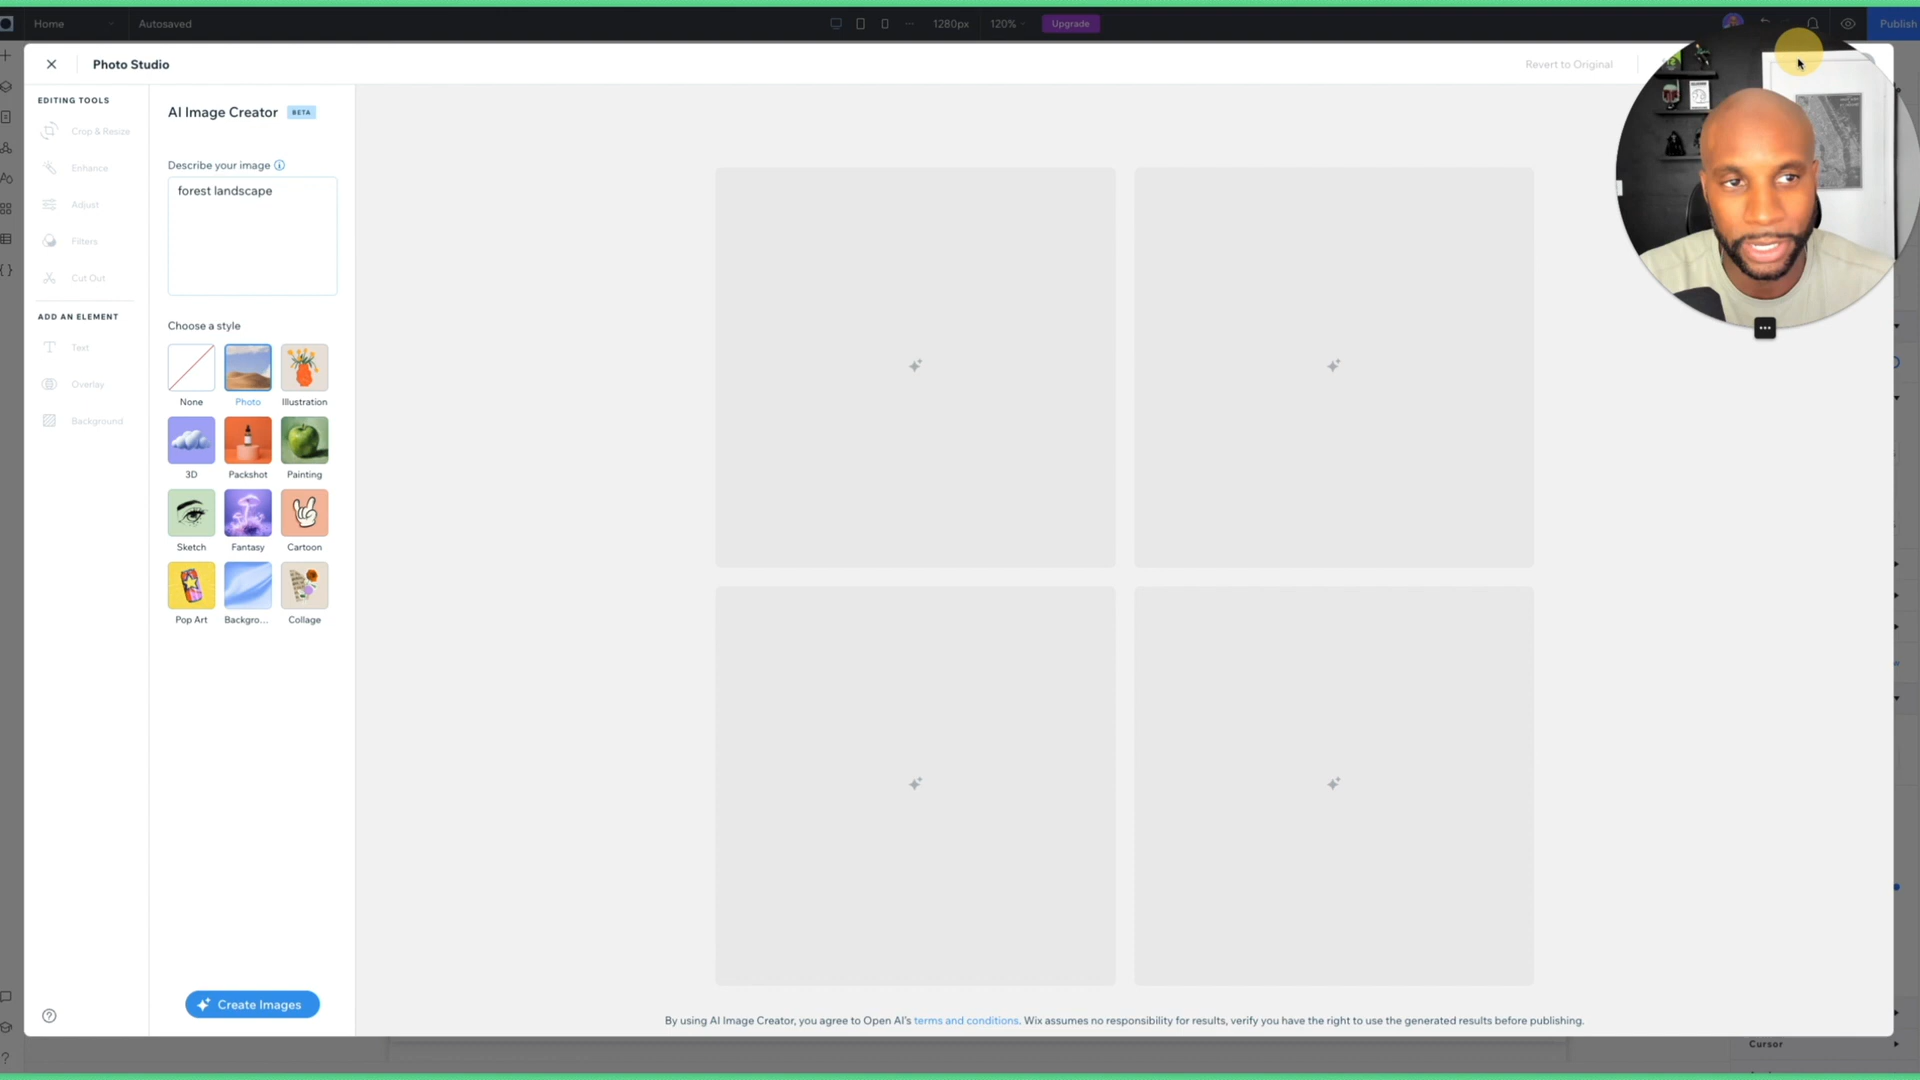 Home
Autosaved
1280px
120%
Upgrade
Publish
Photo Studio
Revert to Original
EDITING TOOLS
Crop & Resize
Enhance
Adjust
Filters
Cut Out
ADD AN ELEMENT
Text
Overlay
Background
AI Image Creator
BETA
Describe your image
forest landscape
Choose a style
None
Photo
Illustration
3D
Packshot
Painting
Sketch
Fantasy
Cartoon
Pop Art
Backgro...
Collage
Create Images
By using AI Image Creator, you agree to Open AI's terms and conditions. Wix assumes no responsibility for results, verify you have the right to use the generated results before publishing.
Cursor